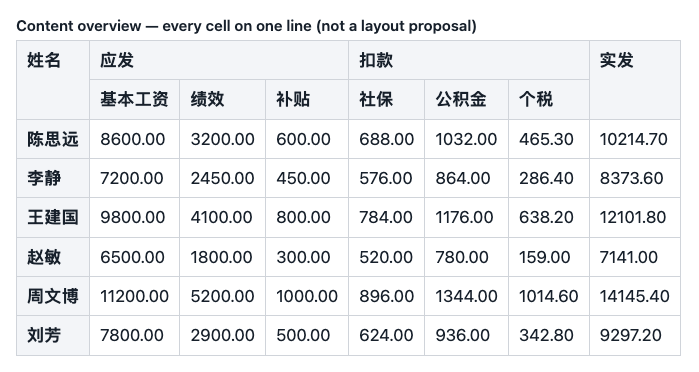 Content overview — every cell on one line (not a layout proposal)
姓名 应发 扣款 实发
基本工资 绩效 补贴 社保 公积金 个税
陈思远 8600.00 3200.00 600.00 688.00 1032.00 465.30 10214.70
李静 7200.00 2450.00 450.00 576.00 864.00 286.40 8373.60
王建国 9800.00 4100.00 800.00 784.00 1176.00 638.20 12101.80
赵敏 6500.00 1800.00 300.00 520.00 780.00 159.00 7141.00
周文博 11200.00 5200.00 1000.00 896.00 1344.00 1014.60 14145.40
刘芳 7800.00 2900.00 500.00 624.00 936.00 342.80 9297.20